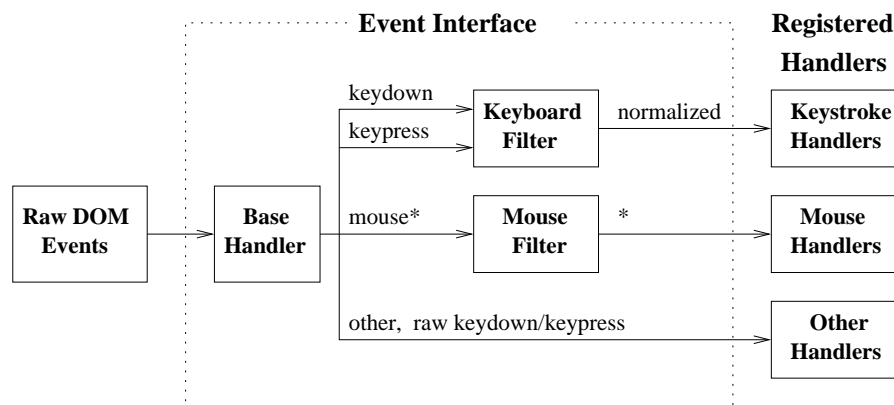 Event Interface
Registered
Handlers
keydown
keypress
Keyboard
Filter
normalized
Keystroke
Handlers
Raw DOM
Events
Base
Handler
mouse*
Mouse
Filter
*
Mouse
Handlers
other, raw keydown/keypress
Other
Handlers